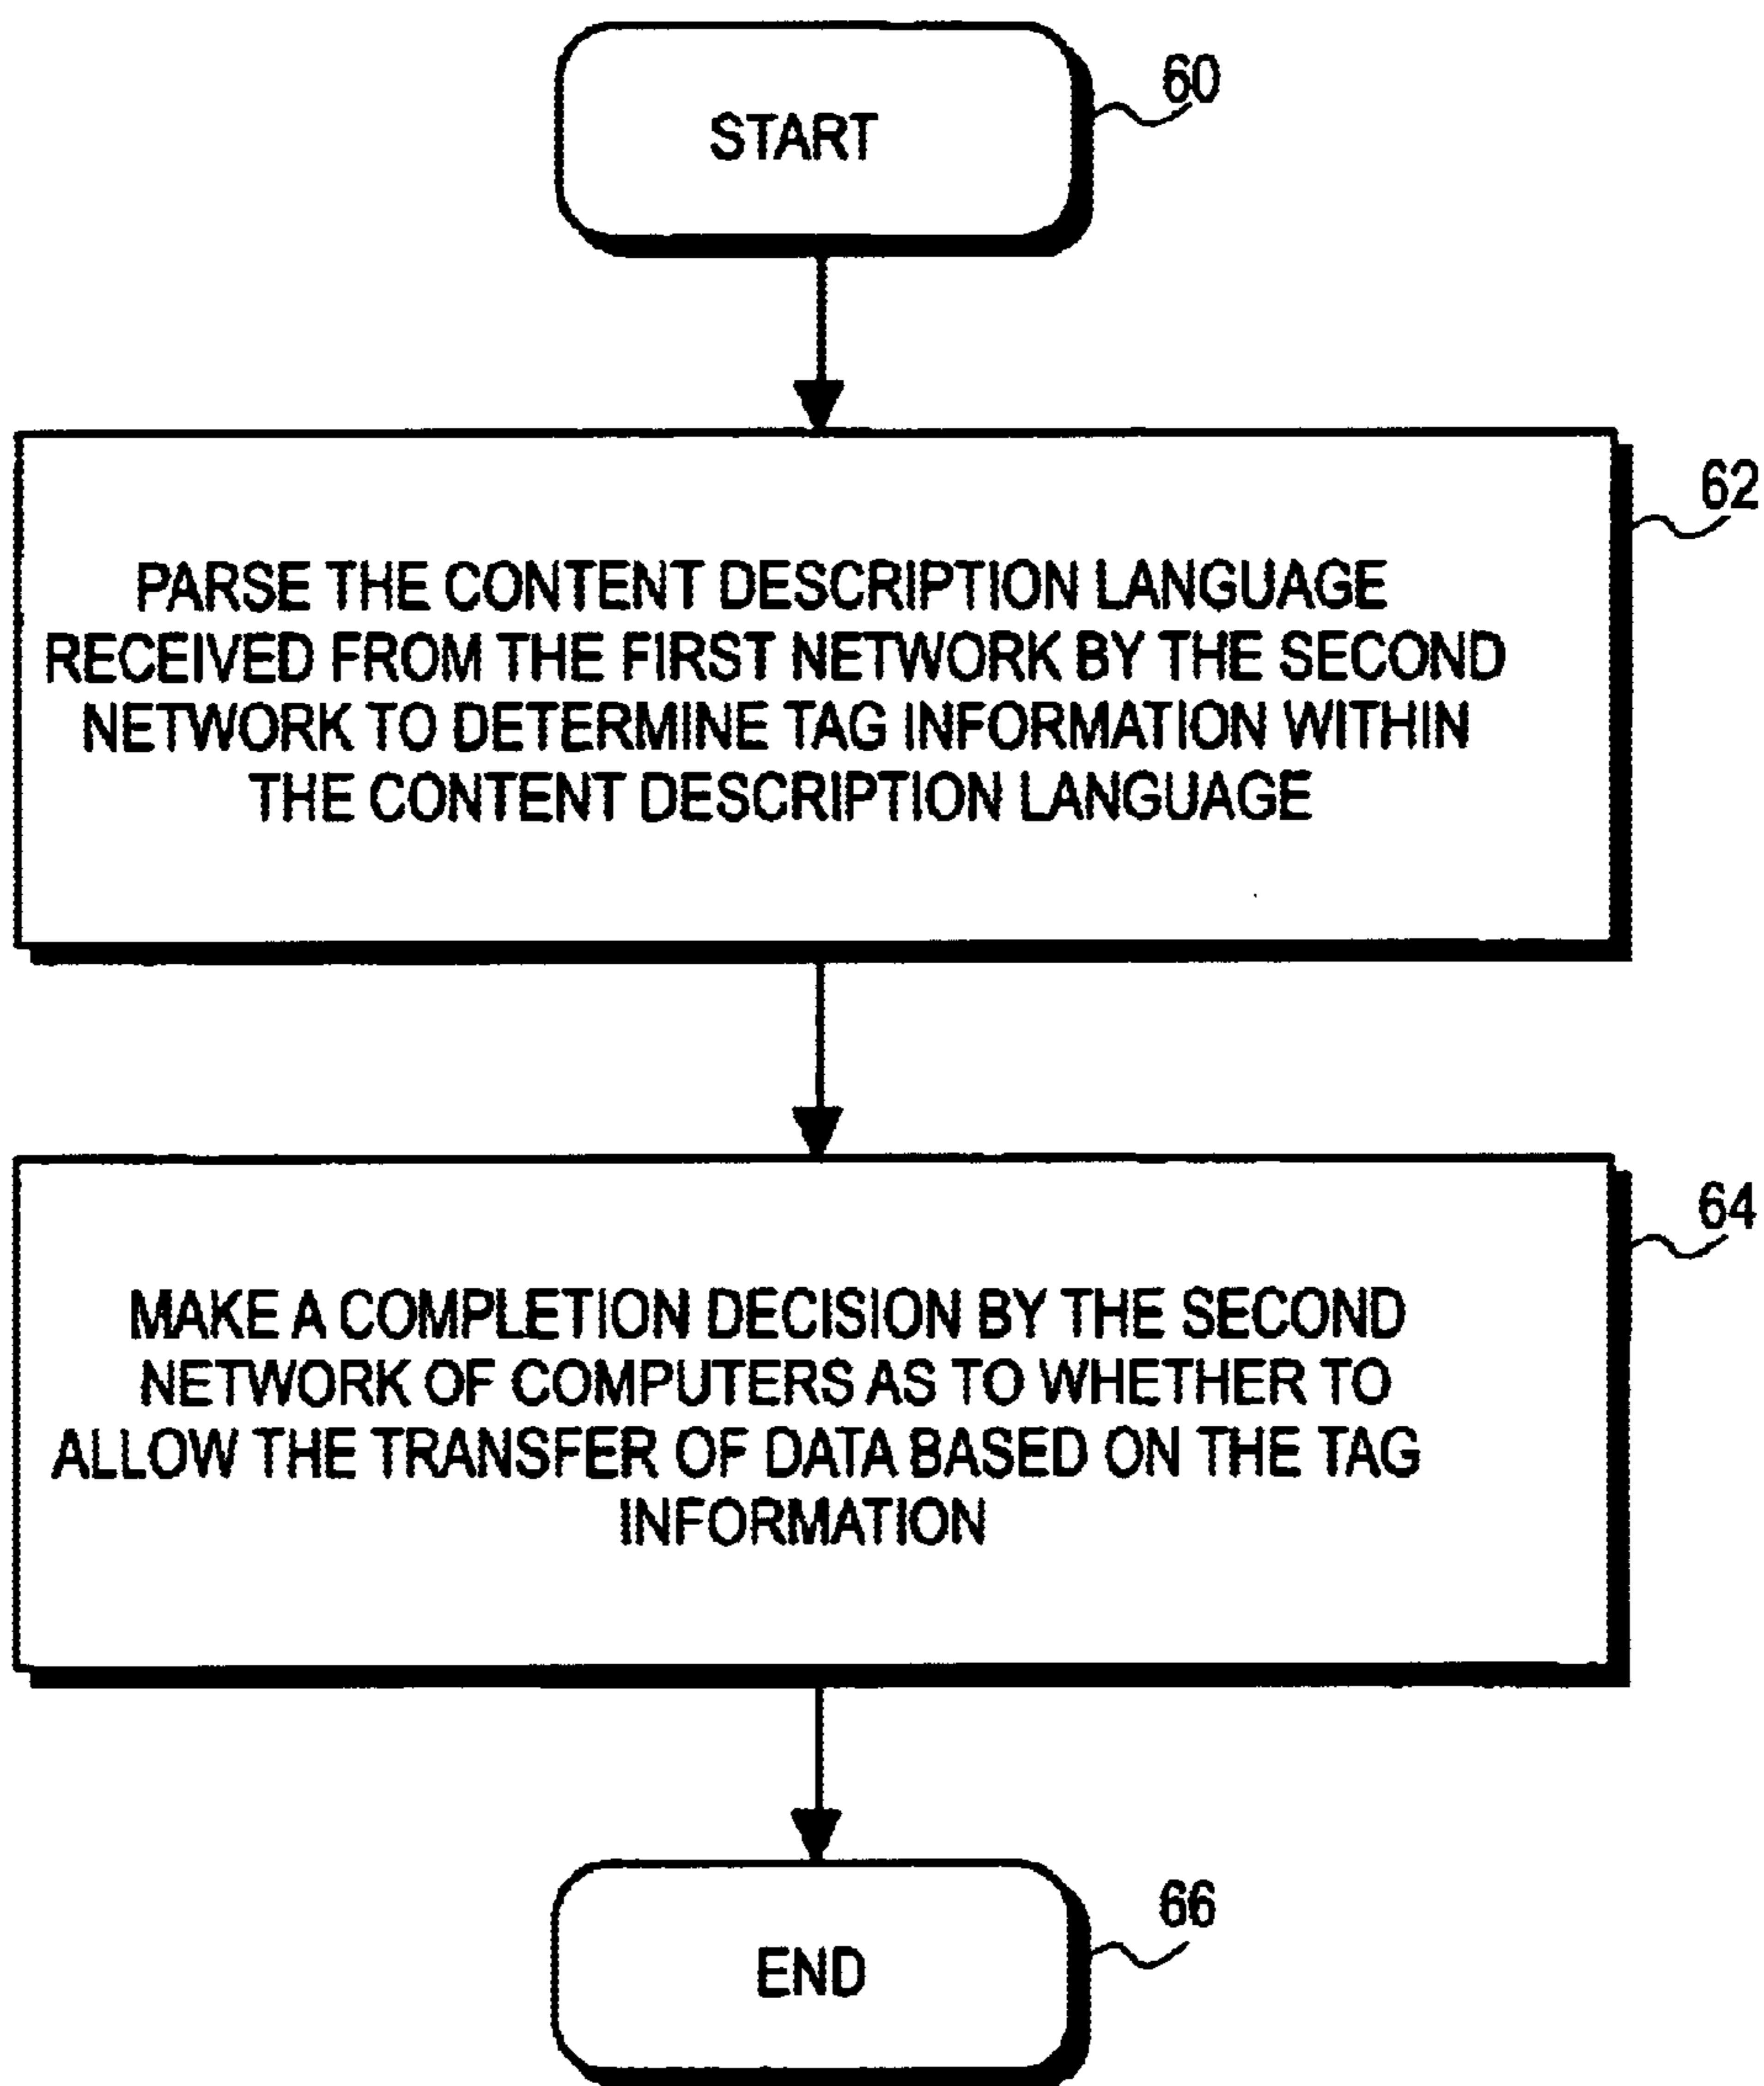 START
60
PARSE THE CONTENT DESCRIPTION LANGUAGE
RECEIVED FROM THE FIRST NETWORK BY THE SECOND
NETWORK TO DETERMINE TAG INFORMATION WITHIN
THE CONTENT DESCRIPTION LANGUAGE
62
MAKE A COMPLETION DECISION BY THE SECOND
NETWORK OF COMPUTERS AS TO WHETHER TO
ALLOW THE TRANSFER OF DATA BASED ON THE TAG
INFORMATION
64
END
66